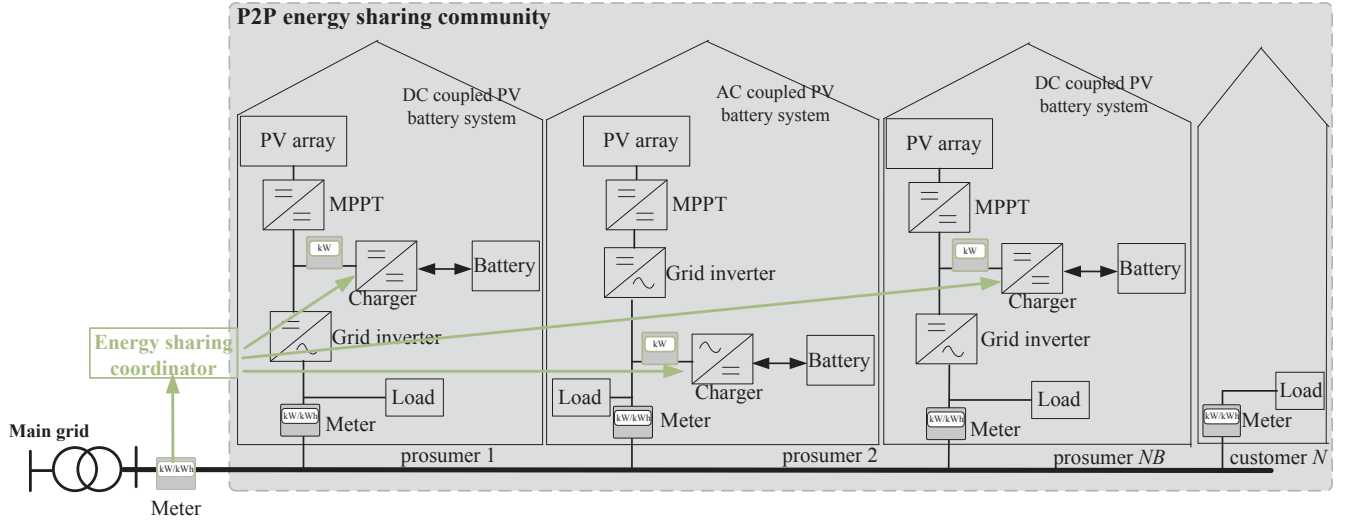 P2P energy sharing community
DC coupled PV
battery system
PV array
MPPT
kW
Battery
Charger
Grid inverter
Load
kW/kWh
Meter
prosumer 1
AC coupled PV
battery system
PV array
MPPT
Grid inverter
kW
Battery
Charger
Load
kW/kWh
Meter
prosumer 2
DC coupled PV
battery system
PV array
MPPT
kW
Battery
Charger
Grid inverter
Load
kW/kWh
Meter
prosumer NB
Load
kW/kWh
Meter
customer N
Energy sharing
coordinator
Main grid
kW/kWh
Meter